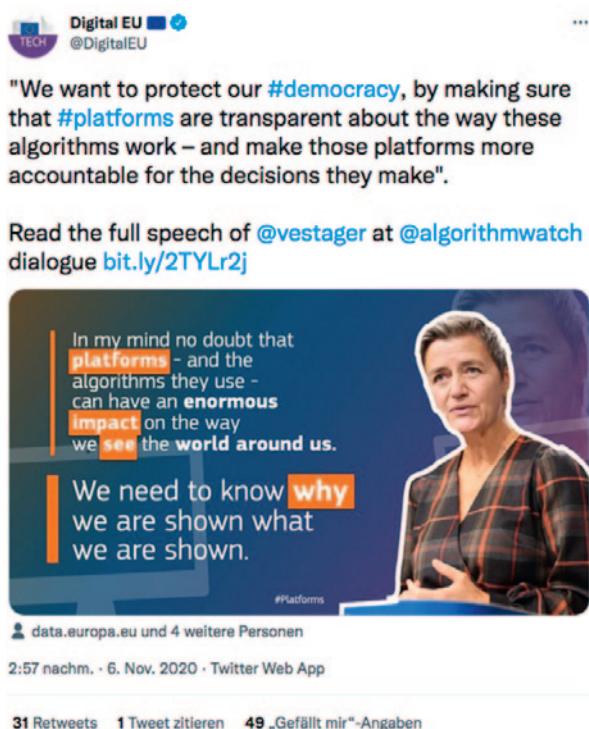 Digital EU
TECH
@DigitalEU
"We want to protect our #democracy, by making sure
that #platforms are transparent about the way these
algorithms work – and make those platforms more
accountable for the decisions they make".
Read the full speech of @vestager at @algorithmwatch
dialogue bit.ly/2TYLr2j
In my mind no doubt that
platforms - and the
algorithms they use -
can have an enormous
impact on the way
we see the world around us.
We need to know why
we are shown what
we are shown.
#Platforms
data.europa.eu und 4 weitere Personen
2:57 nachm. · 6. Nov. 2020 · Twitter Web App
31 Retweets 1 Tweet zitieren 49 „Gefällt mir"-Angaben